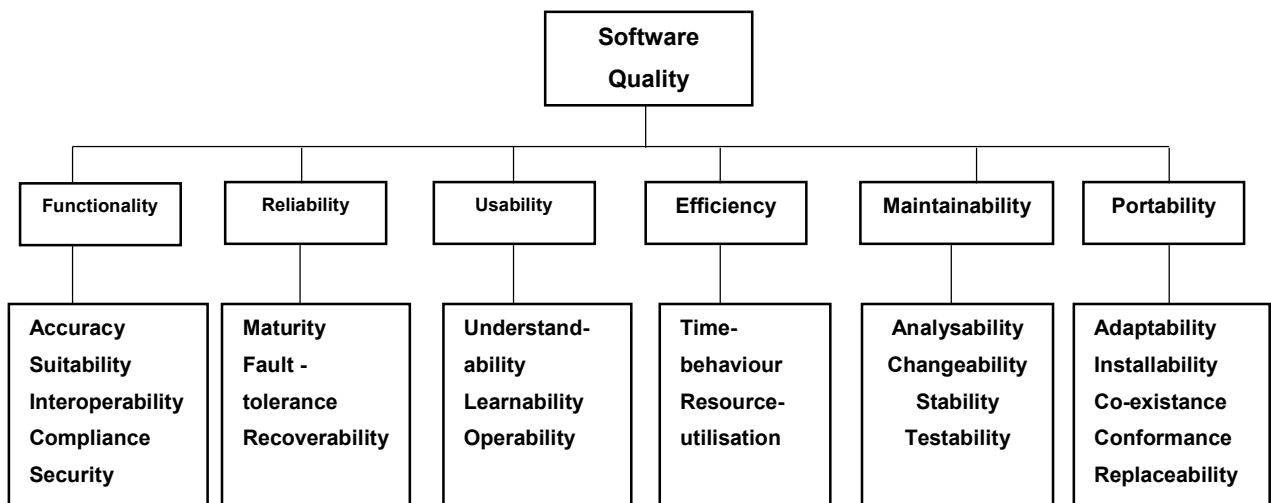 Software
Quality
Functionality
Reliability
Usability
Efficiency
Maintainability
Portability
Accuracy
Suitability
Interoperability
Compliance
Security
Maturity
Fault -
tolerance
Recoverability
Understand-
ability
Learnability
Operability
Time-
behaviour
Resource-
utilisation
Analysability
Changeability
Stability
Testability
Adaptability
Installability
Co-existance
Conformance
Replaceability